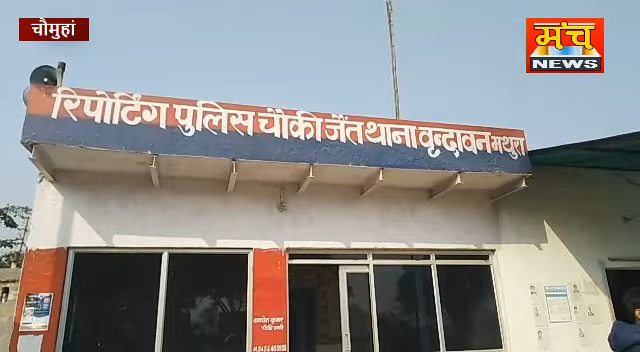 चौमुहां
मंच
NEWS
रिपोर्टिंग पुलिस चौकी जैंत थाना वृन्दावन मथुरा